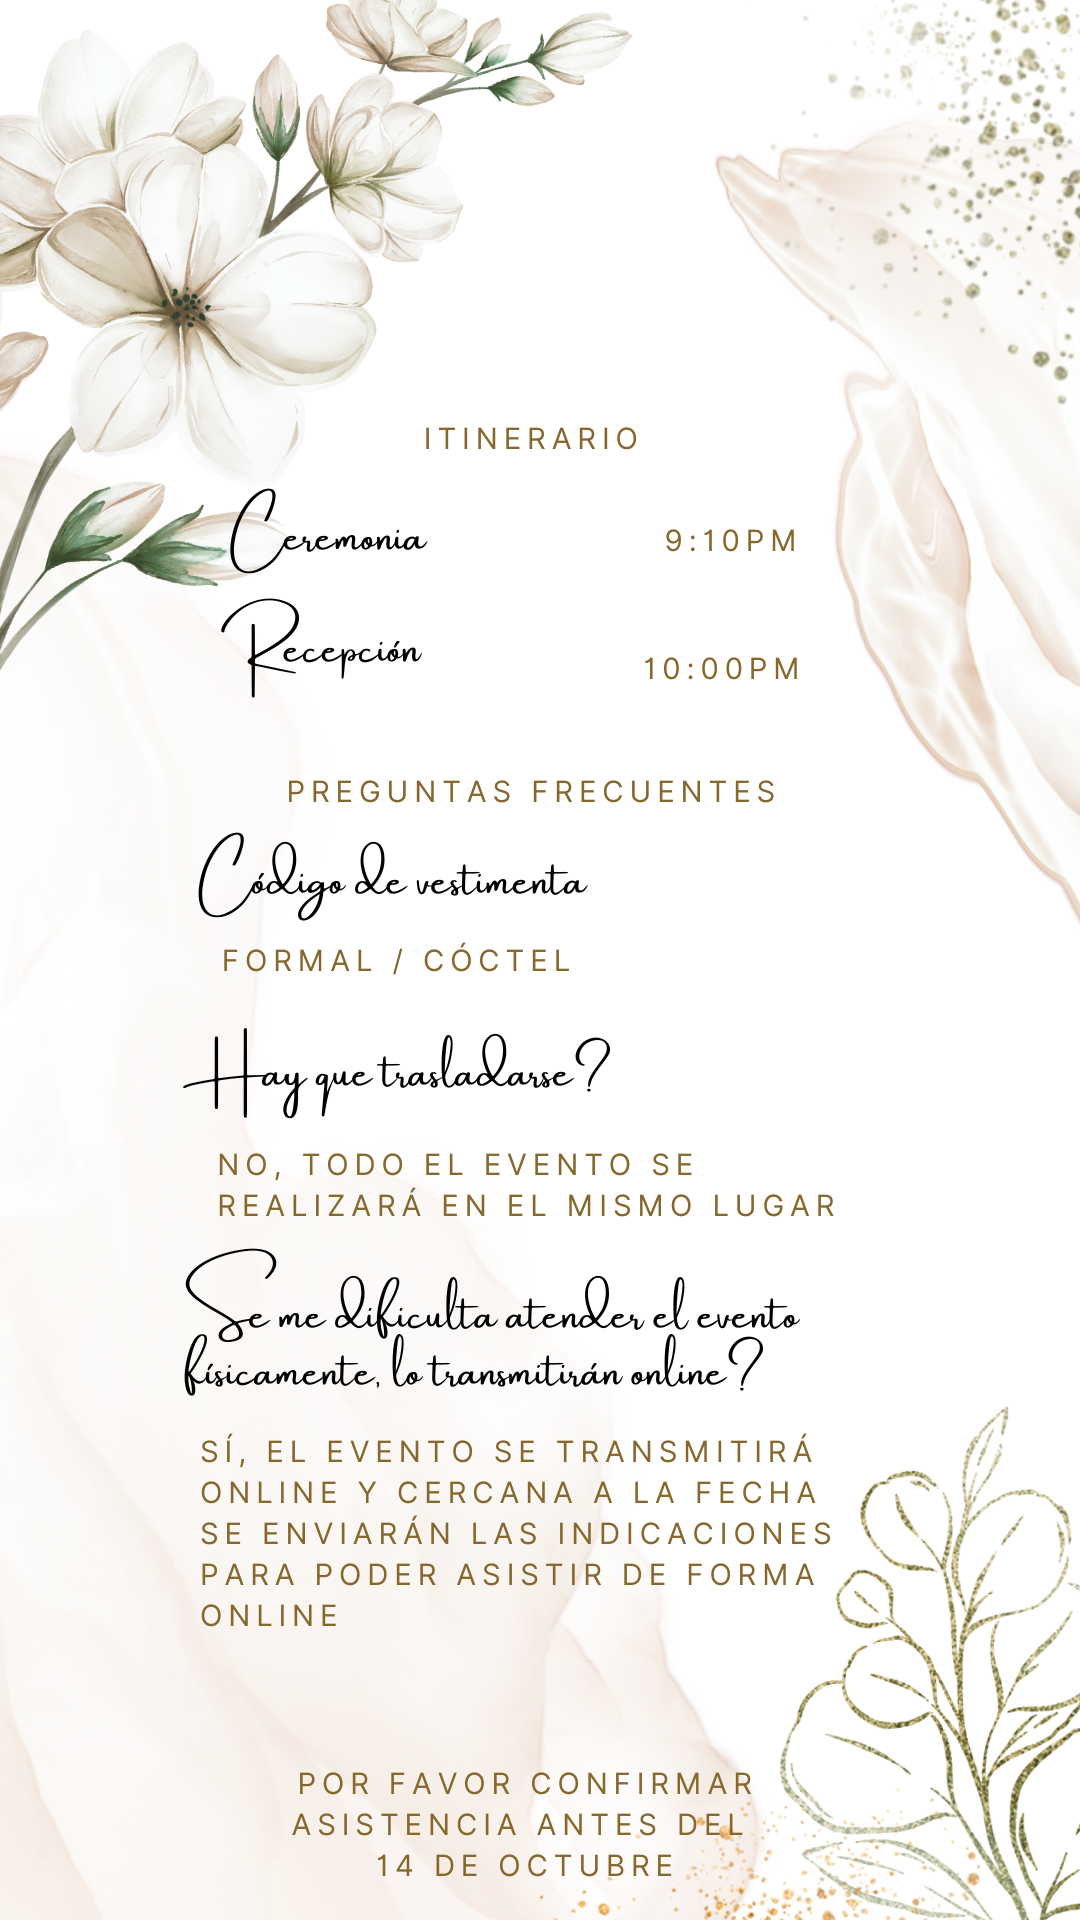 ITINERARIO
Ceremonia 9:10PM
Recepción 10:00PM
PREGUNTAS FRECUENTES
Código de vestimenta
FORMAL / CÓCTEL
Hay que trasladarse?
NO, TODO EL EVENTO SE
REALIZARÁ EN EL MISMO LUGAR
Se me dificulta atender el evento
físicamente, lo transmitirán online?
SÍ, EL EVENTO SE TRANSMITIRÁ
ONLINE Y CERCANA A LA FECHA
SE ENVIARÁN LAS INDICACIONES
PARA PODER ASISTIR DE FORMA
ONLINE
POR FAVOR CONFIRMAR
ASISTENCIA ANTES DEL
14 DE OCTUBRE